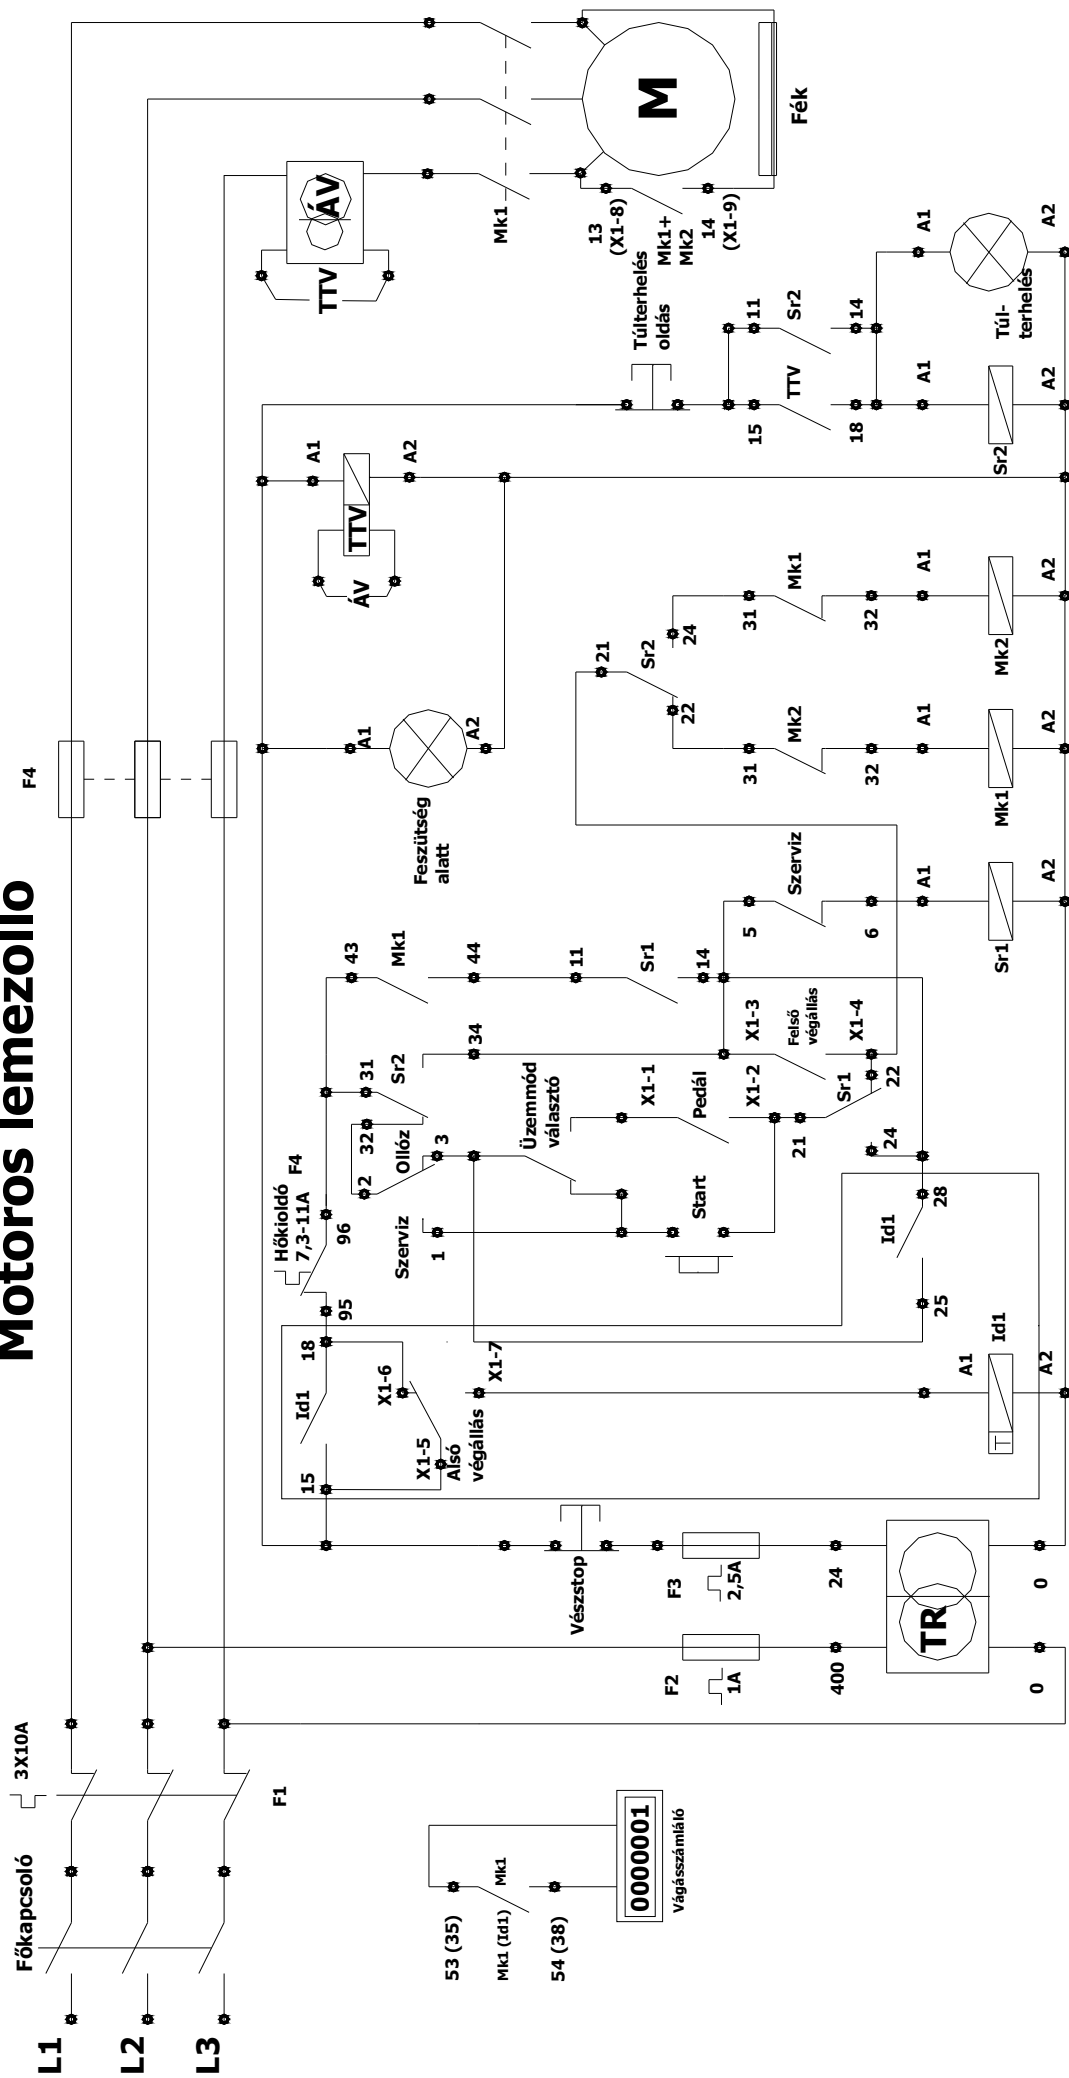 Motoros lemezollo
L1
L2
L3
Főkapcsoló
3X10A
F1
F4
TTV
ÁV
Mk1
M
Fék
13
(X1-8)
Mk1+
Mk2
14
(X1-9)
53 (35)
Mk1 (Id1)
Mk1
54 (38)
0000001
Vágásszámláló
F2
1A
400
0
TR
F3
2,5A
24
0
Vészstop
15
Id1
18
X1-6
X1-5
Alsó
végállás
X1-7
A1
Id1
A2
T
95
96
Hőkioldó
7,3-11A
F4
Szerviz
1
2
Ollóz
3
32
31
Sr2
34
Üzemmód
választó
X1-1
Pedál
X1-2
Start
21
Sr1
22
24
28
Id1
25
43
Mk1
44
11
Sr1
14
X1-3
Felső
végállás
X1-4
5
Szerviz
6
A1
Sr1
A2
Feszütség
alatt
A1
A2
ÁV
TTV
A1
A2
21
Sr2
22
24
31
Mk2
32
A1
Mk1
A2
31
Mk1
32
A1
Mk2
A2
Túlterhelés
oldás
15
TTV
18
11
Sr2
14
A1
Sr2
A2
A1
Túl-
terhelés
A2